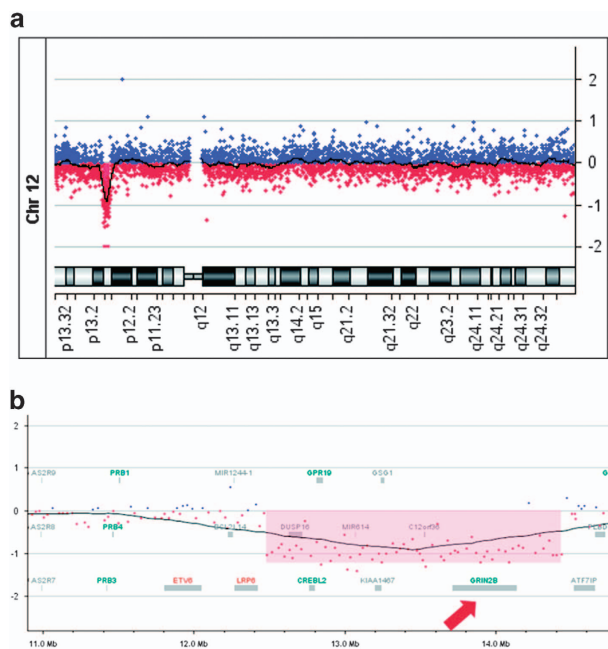 a
Chr 12
2
1
0
-1
-2
p13.32
p13.2
p12.2
p11.23
q12
q13.11
q13.13
q13.3
q14.2
q15
q21.2
q21.32
q22
q23.2
q24.11
q24.21
q24.31
q24.32
b
2
1
0
-1
-2
AS2R9 PRB1 MIR1244-1 GPR19 GSG1 G
AS2R8 PRB4 BCL2L14 DUSP16 MIR614 C12orf36
AS2R7 PRB3 ETV6 LRP6 CREBL2 KIAA1467 GRIN2B ATF7IP
11.0 Mb 12.0 Mb 13.0 Mb 14.0 Mb